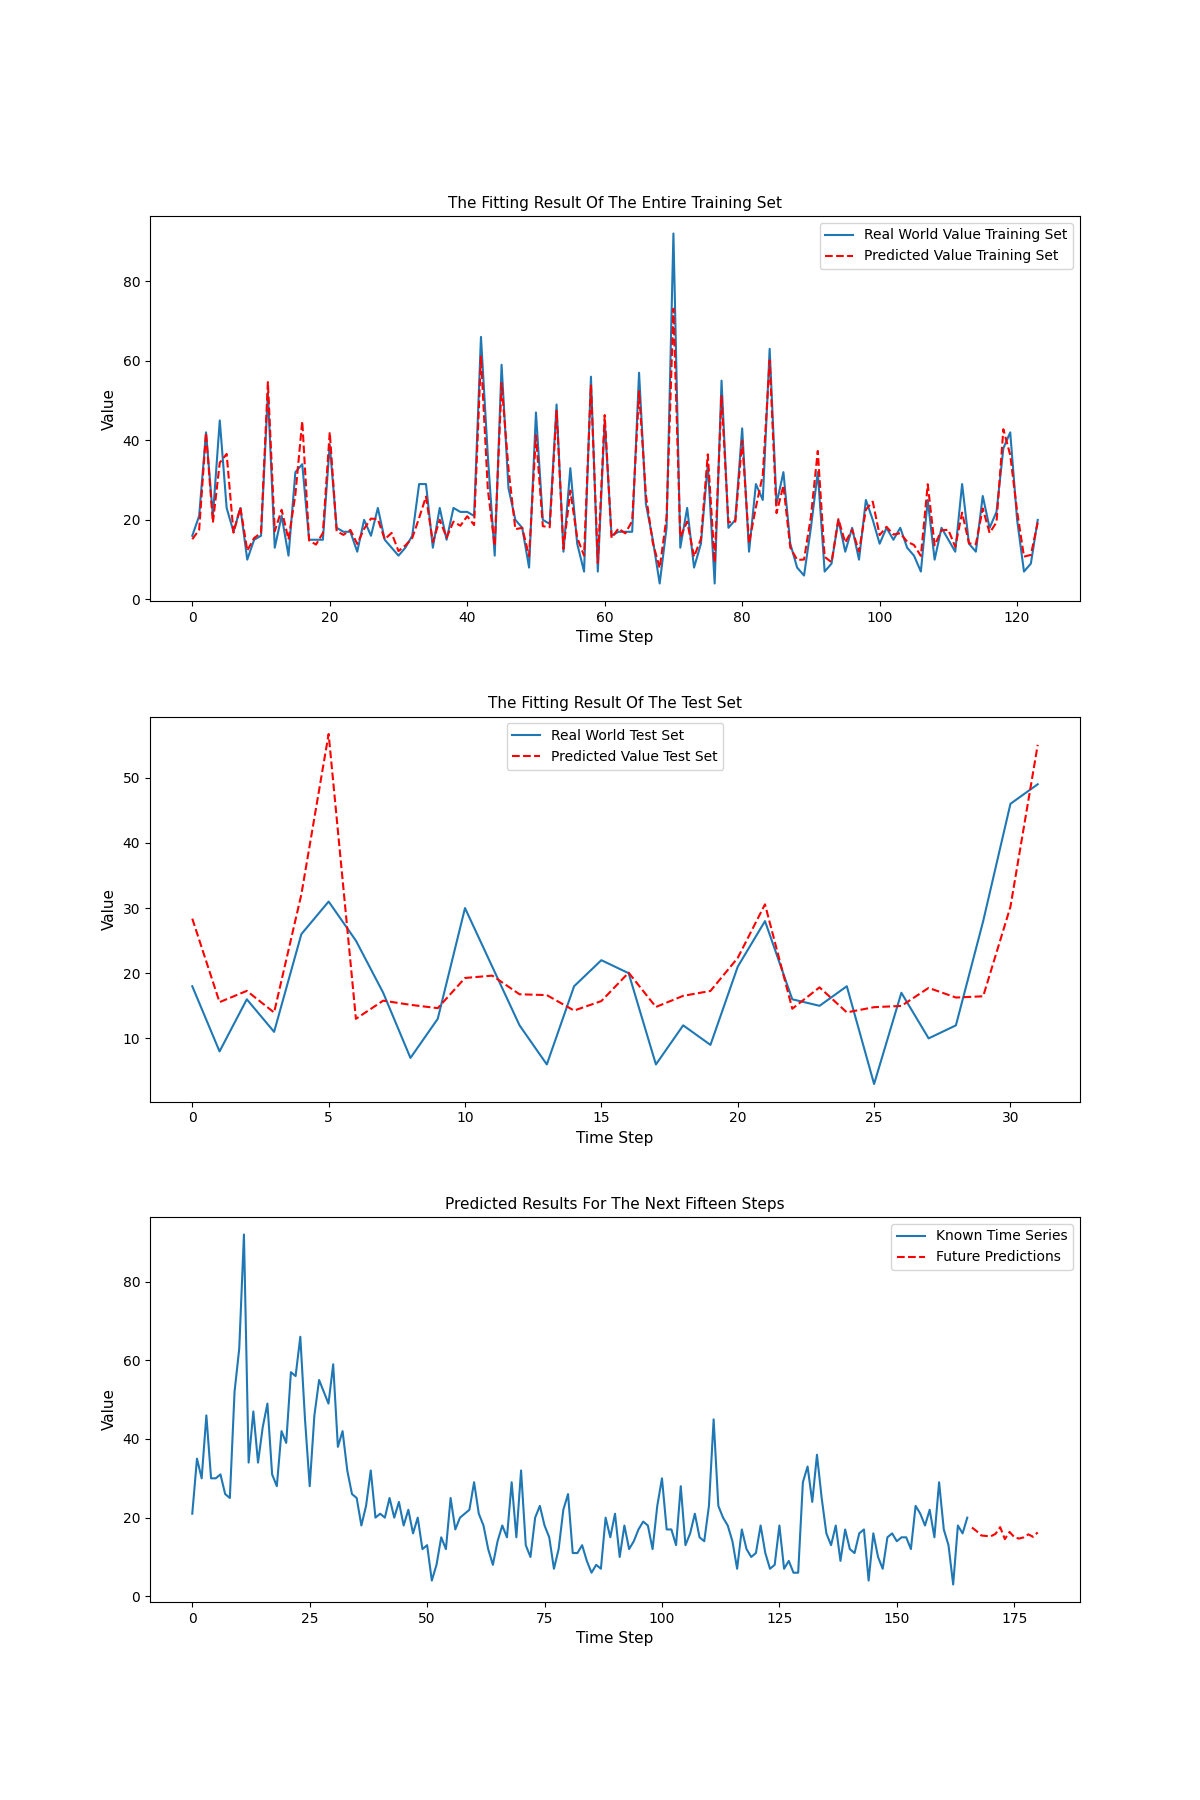 The Fitting Result Of The Entire Training Set
Real World Value Training Set
Predicted Value Training Set
Value
80
60
40
20
0
0 20 40 60 80 100 120
Time Step
The Fitting Result Of The Test Set
Real World Test Set
Predicted Value Test Set
Value
50
40
30
20
10
0 5 10 15 20 25 30
Time Step
Predicted Results For The Next Fifteen Steps
Known Time Series
Future Predictions
Value
80
60
40
20
0
0 25 50 75 100 125 150 175
Time Step